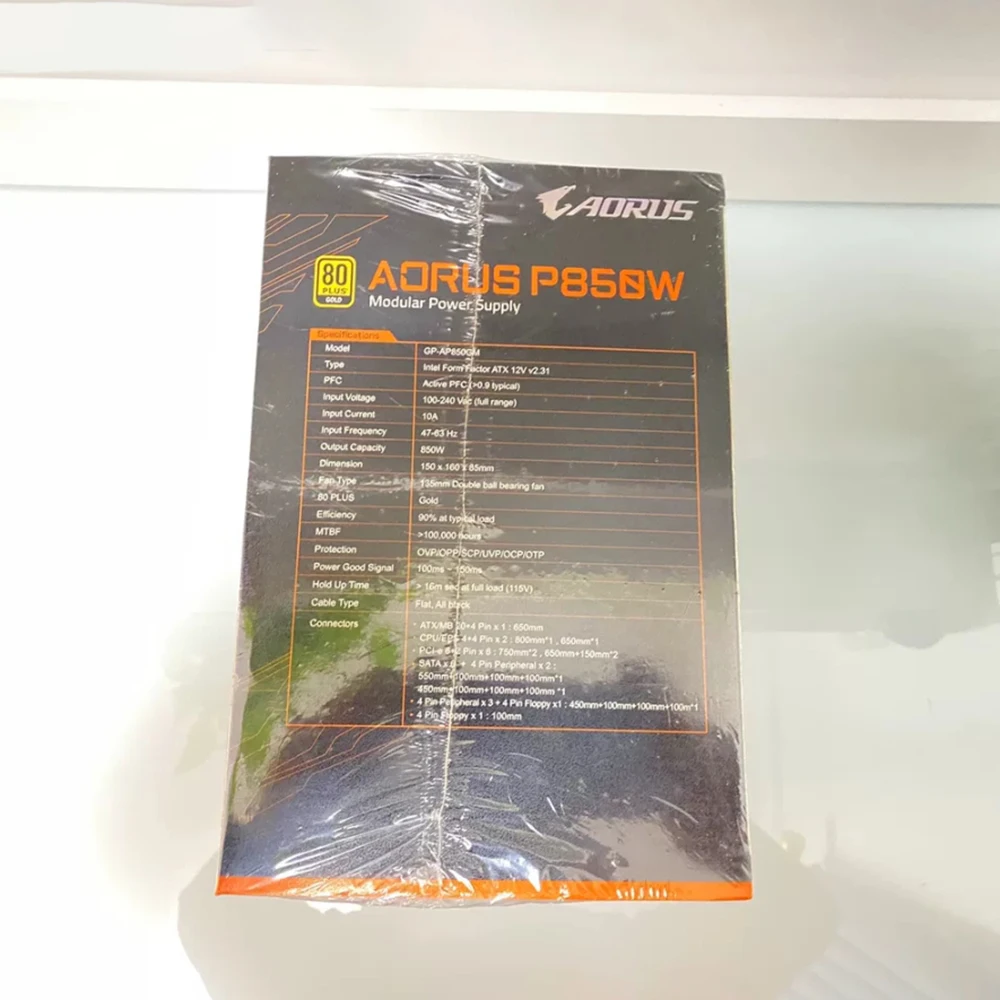 AORUS
80
PLUS
GOLD
AORUS P850W
Modular Power Supply
Specifications
Model GP-AP850GM
Type Intel Form Factor ATX 12V v2.31
PFC Active PFC (>0.9 typical)
Input Voltage 100-240 Vac (full range)
Input Current 10A
Input Frequency 47-63 Hz
Output Capacity 850W
Dimension 150 x 160 x 85mm
Fan Type 135mm Double ball bearing fan
80 PLUS Gold
Efficiency 90% at typical load
MTBF >100,000 hours
Protection OVP/OPP/SCP/UVP/OCP/OTP
Power Good Signal 100ms ~ 150ms
Hold Up Time > 16m sec at full load (115V)
Cable Type Flat, All black
Connectors · ATX/MB 20+4 Pin x 1 : 650mm
· CPU/EPS 4+4 Pin x 2 : 800mm*1 , 650mm*1
· PCI-e 6+2 Pin x 6 : 750mm*2 , 650mm+150mm*2
· SATA x + 4 Pin Peripheral x 2 :
550mm+100mm+100mm+100mm*1
450mm+100mm+100mm+100mm *1
· 4 Pin Peripheral x 3 + 4 Pin Floppy x1 : 450mm+100mm+100mm+100m*1
· 4 Pin Floppy x 1 : 100mm